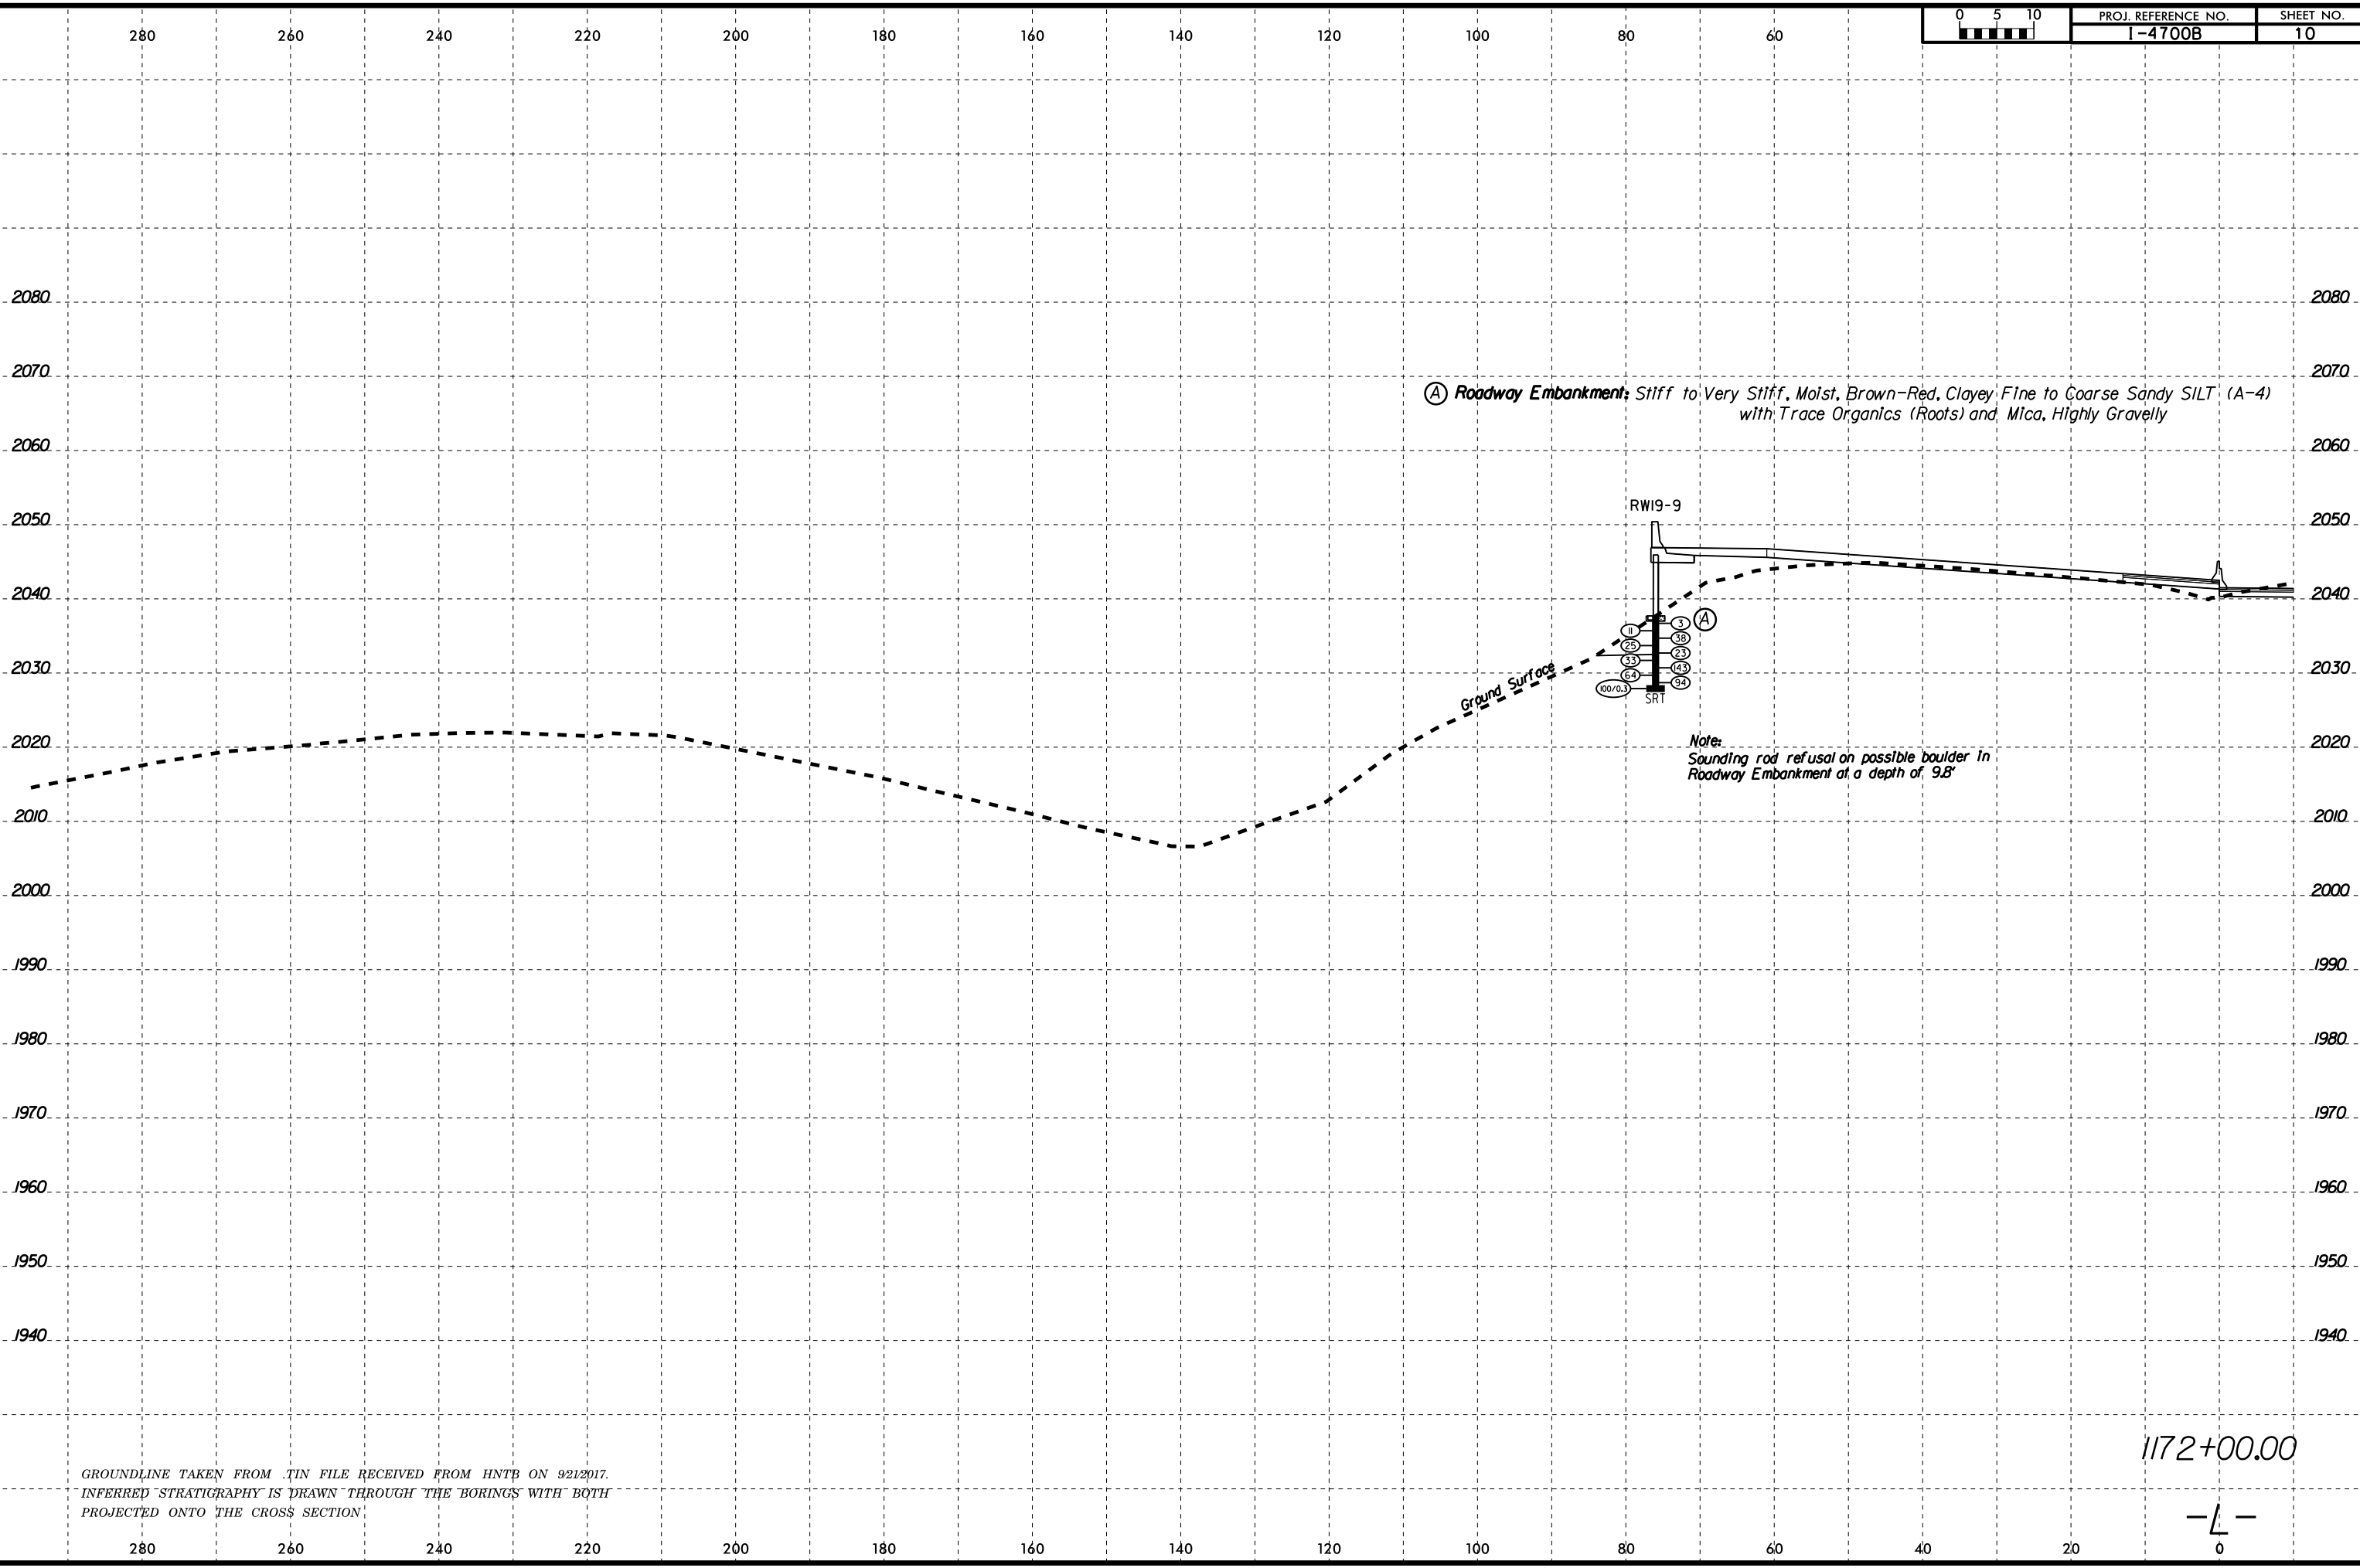 0 5 10
PROJ. REFERENCE NO. SHEET NO.
I-4700B 10
280 260 240 220 200 180 160 140 120 100 80 60
2080 2080
2070 2070
Ⓐ Roadway Embankment: Stiff to Very Stiff, Moist, Brown-Red, Clayey Fine to Coarse Sandy SILT (A-4)
with Trace Organics (Roots) and Mica, Highly Gravelly
2060 2060
RW19-9
2050 2050
2040 2040
3 Ⓐ
11
38
25
23
33
2030 143 2030
64
94
100/0.3
SRT
Ground Surface
2020 2020
Note:
Sounding rod refusal on possible boulder in
Roadway Embankment at a depth of 9.8'
2010 2010
2000 2000
1990 1990
1980 1980
1970 1970
1960 1960
1950 1950
1940 1940
1172+00.00
GROUNDLINE TAKEN FROM .TIN FILE RECEIVED FROM HNTB ON 9/21/2017.
INFERRED STRATIGRAPHY IS DRAWN THROUGH THE BORINGS WITH BOTH
PROJECTED ONTO THE CROSS SECTION
-L-
280 260 240 220 200 180 160 140 120 100 80 60 40 20 0